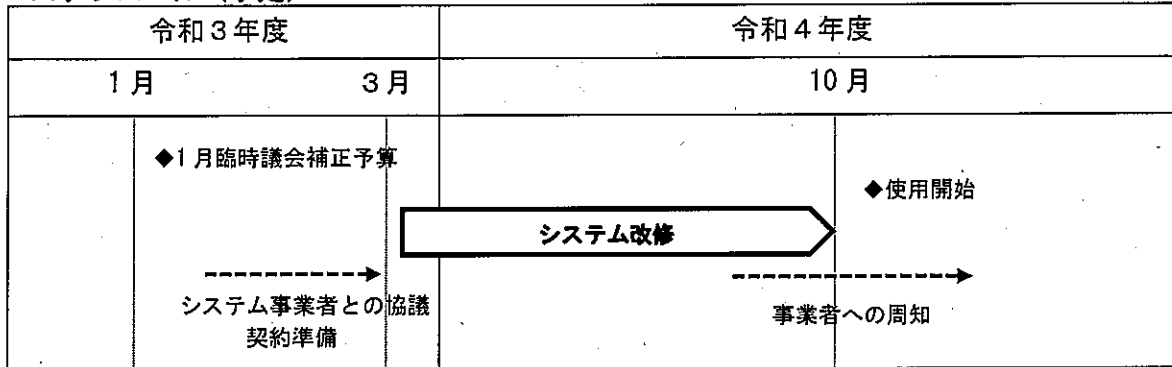 令和3年度 令和4年度
1月 3月 10月
◆1月臨時議会補正予算
◆使用開始
システム改修
システム事業者との協議
契約準備
事業者への周知